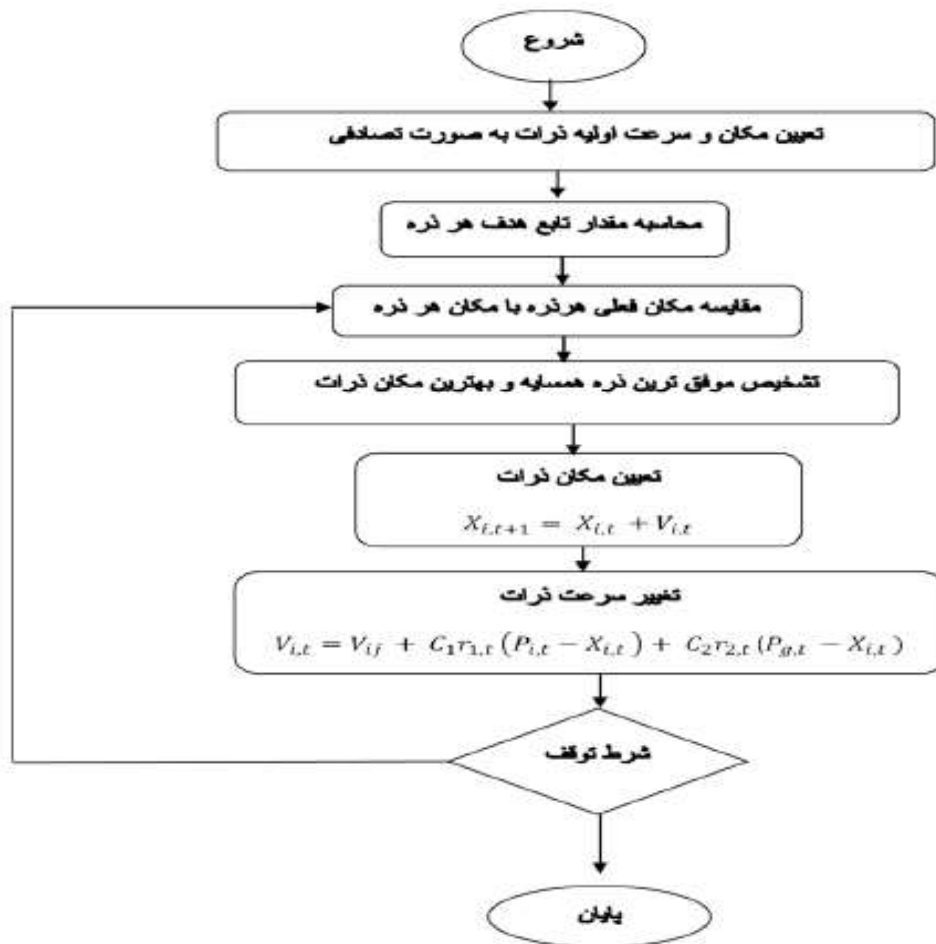 شروع
تعیین مکان و سرعت اولیه ذرات به صورت تصادفی
محاسبه مقدار تابع هدف هر ذره
مقایسه مکان فعلی هرذره با مکان هر ذره
تشخیص موفق ترین ذره همسایه و بهترین مکان ذرات
تعیین مکان ذرات
X_{i,t+1} = X_{i,t} + V_{i,t}
تغییر سرعت ذرات
V_{i,t} = V_{ij} + C_1 r_{1,t} (P_{i,t} − X_{i,t}) + C_2 r_{2,t} (P_{g,t} − X_{i,t})
شرط توقف
پایان